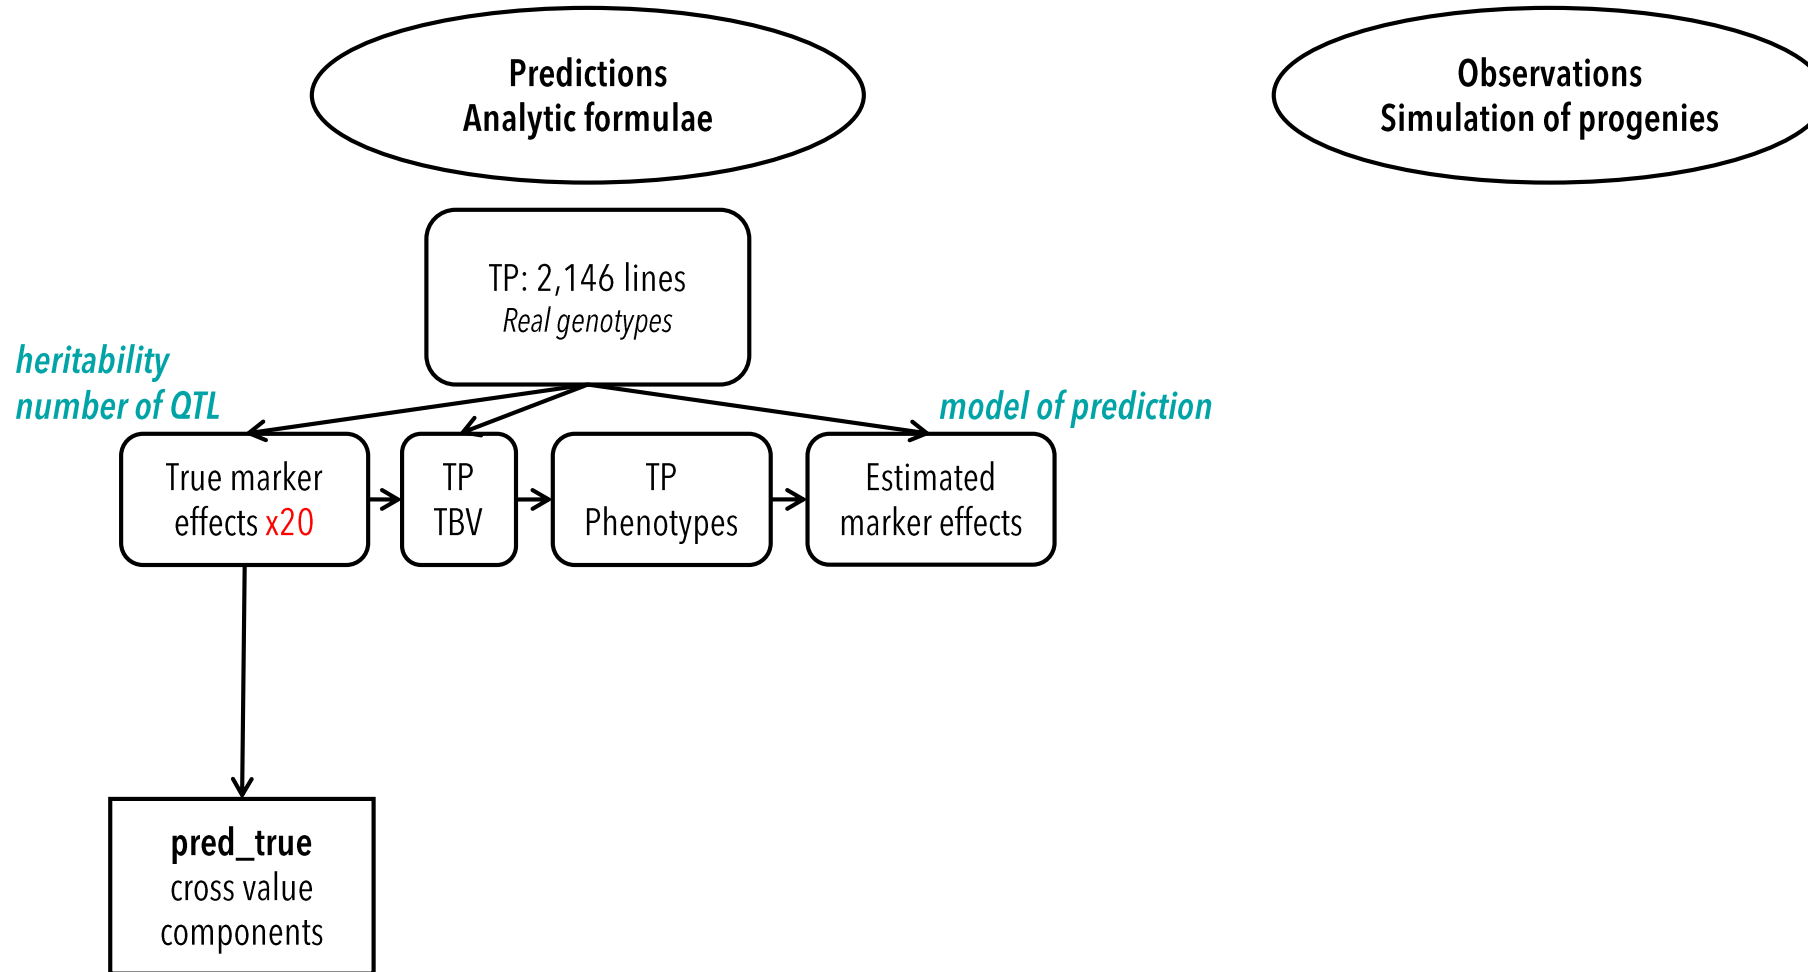 Predictions
Analytic formulae
Observations
Simulation of progenies
TP: 2,146 lines
Real genotypes
heritability
number of QTL
model of prediction
True marker
effects x20
TP
TBV
TP
Phenotypes
Estimated
marker effects
pred_true
cross value
components